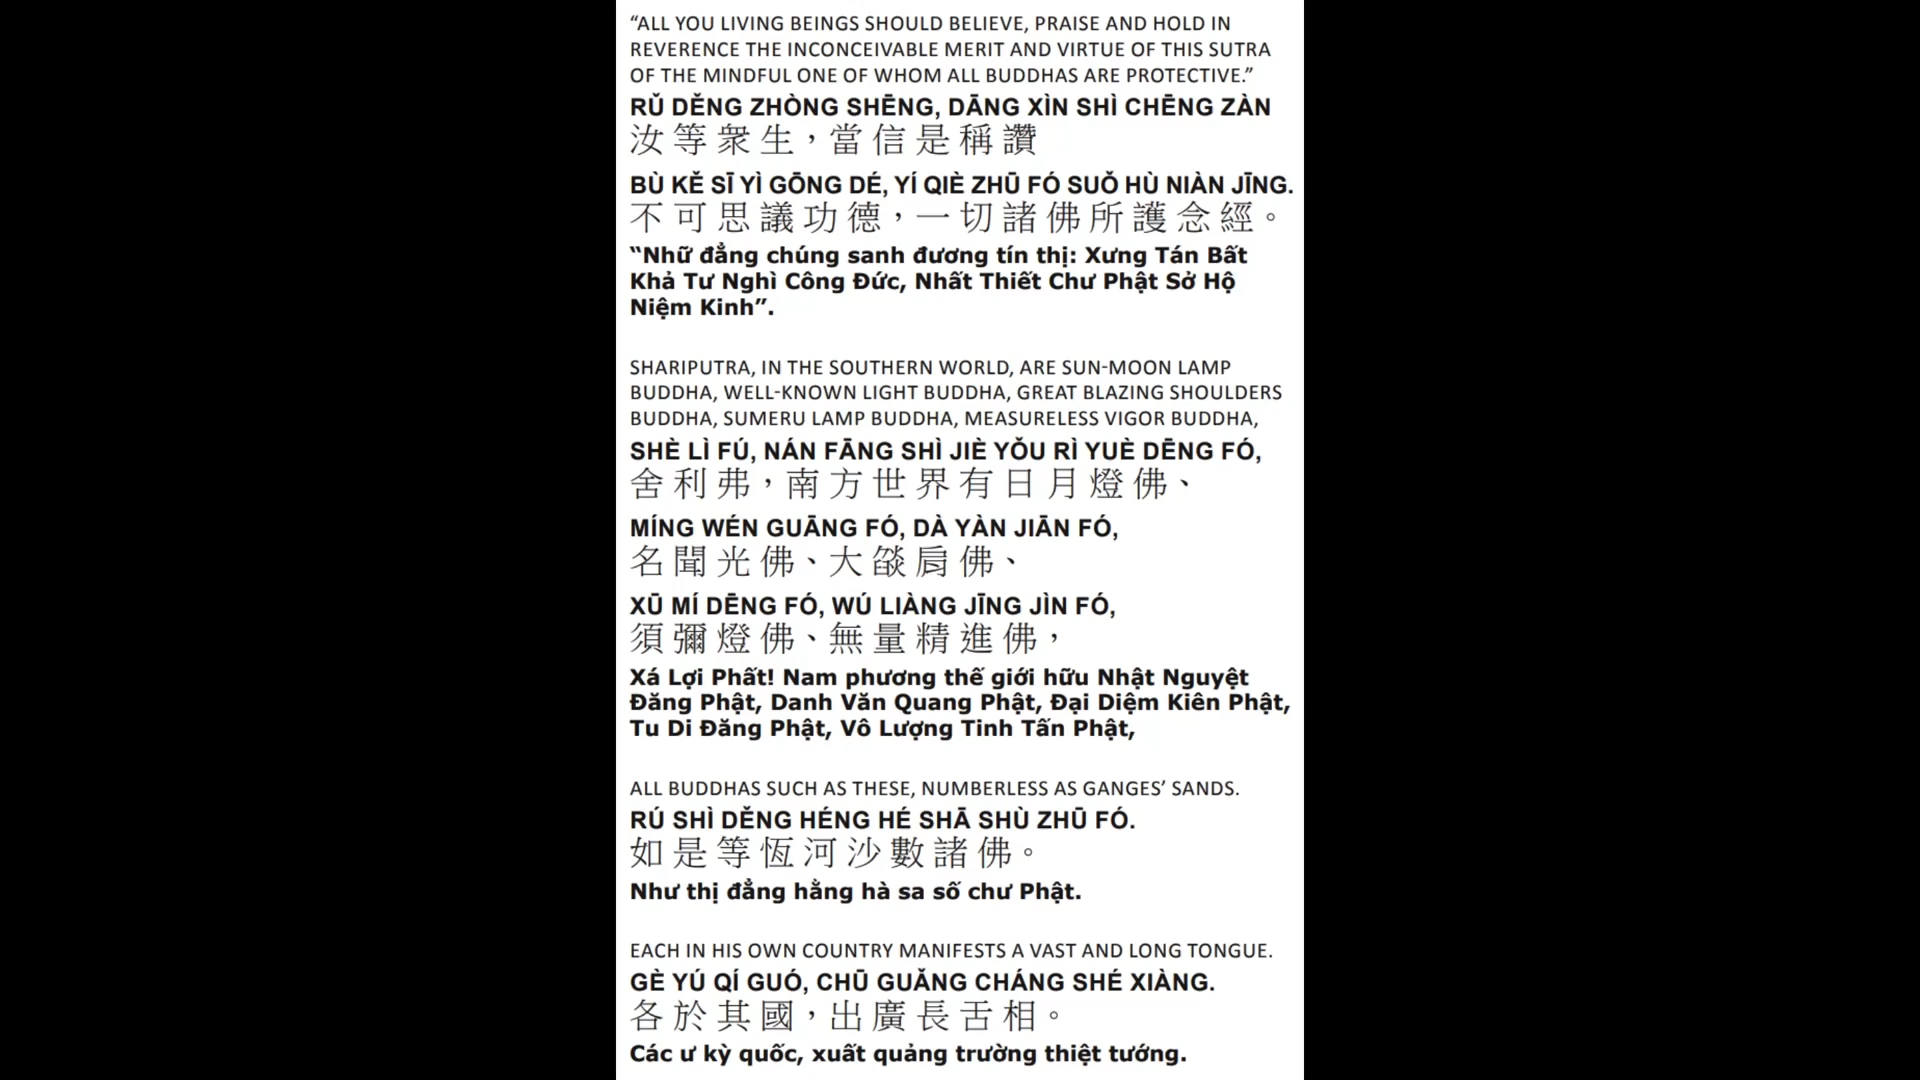 “ALL YOU LIVING BEINGS SHOULD BELIEVE, PRAISE AND HOLD IN
REVERENCE THE INCONCEIVABLE MERIT AND VIRTUE OF THIS SUTRA
OF THE MINDFUL ONE OF WHOM ALL BUDDHAS ARE PROTECTIVE.”
RǓ DĚNG ZHÒNG SHĒNG, DĀNG XÌN SHÌ CHĒNG ZÀN
汝等衆生，當信是稱讚
BÙ KĚ SĪ YÌ GŌNG DÉ, YÍ QIÈ ZHŪ FÓ SUǑ HÙ NIÀN JĪNG.
不可思議功德，一切諸佛所護念經。
“Nhữ đẳng chúng sanh đương tín thị: Xưng Tán Bất
Khả Tư Nghì Công Đức, Nhất Thiết Chư Phật Sở Hộ
Niệm Kinh”.
SHARIPUTRA, IN THE SOUTHERN WORLD, ARE SUN-MOON LAMP
BUDDHA, WELL-KNOWN LIGHT BUDDHA, GREAT BLAZING SHOULDERS
BUDDHA, SUMERU LAMP BUDDHA, MEASURELESS VIGOR BUDDHA,
SHÈ LÌ FÚ, NÁN FĀNG SHÌ JIÈ YǑU RÌ YUÈ DĒNG FÓ,
舍利弗，南方世界有日月燈佛、
MÍNG WÉN GUĀNG FÓ, DÀ YÀN JIĀN FÓ,
名聞光佛、大燄肩佛、
XŪ MÍ DĒNG FÓ, WÚ LIÀNG JĪNG JÌN FÓ,
須彌燈佛、無量精進佛，
Xá Lợi Phất! Nam phương thế giới hữu Nhật Nguyệt
Đăng Phật, Danh Văn Quang Phật, Đại Diệm Kiên Phật,
Tu Di Đăng Phật, Vô Lượng Tinh Tấn Phật,
ALL BUDDHAS SUCH AS THESE, NUMBERLESS AS GANGES’ SANDS.
RÚ SHÌ DĚNG HÉNG HÉ SHĀ SHÙ ZHŪ FÓ.
如是等恆河沙數諸佛。
Như thị đẳng hằng hà sa số chư Phật.
EACH IN HIS OWN COUNTRY MANIFESTS A VAST AND LONG TONGUE.
GÈ YÚ QÍ GUÓ, CHŪ GUǍNG CHÁNG SHÉ XIÀNG.
各於其國，出廣長舌相。
Các ư kỳ quốc, xuất quảng trường thiệt tướng.